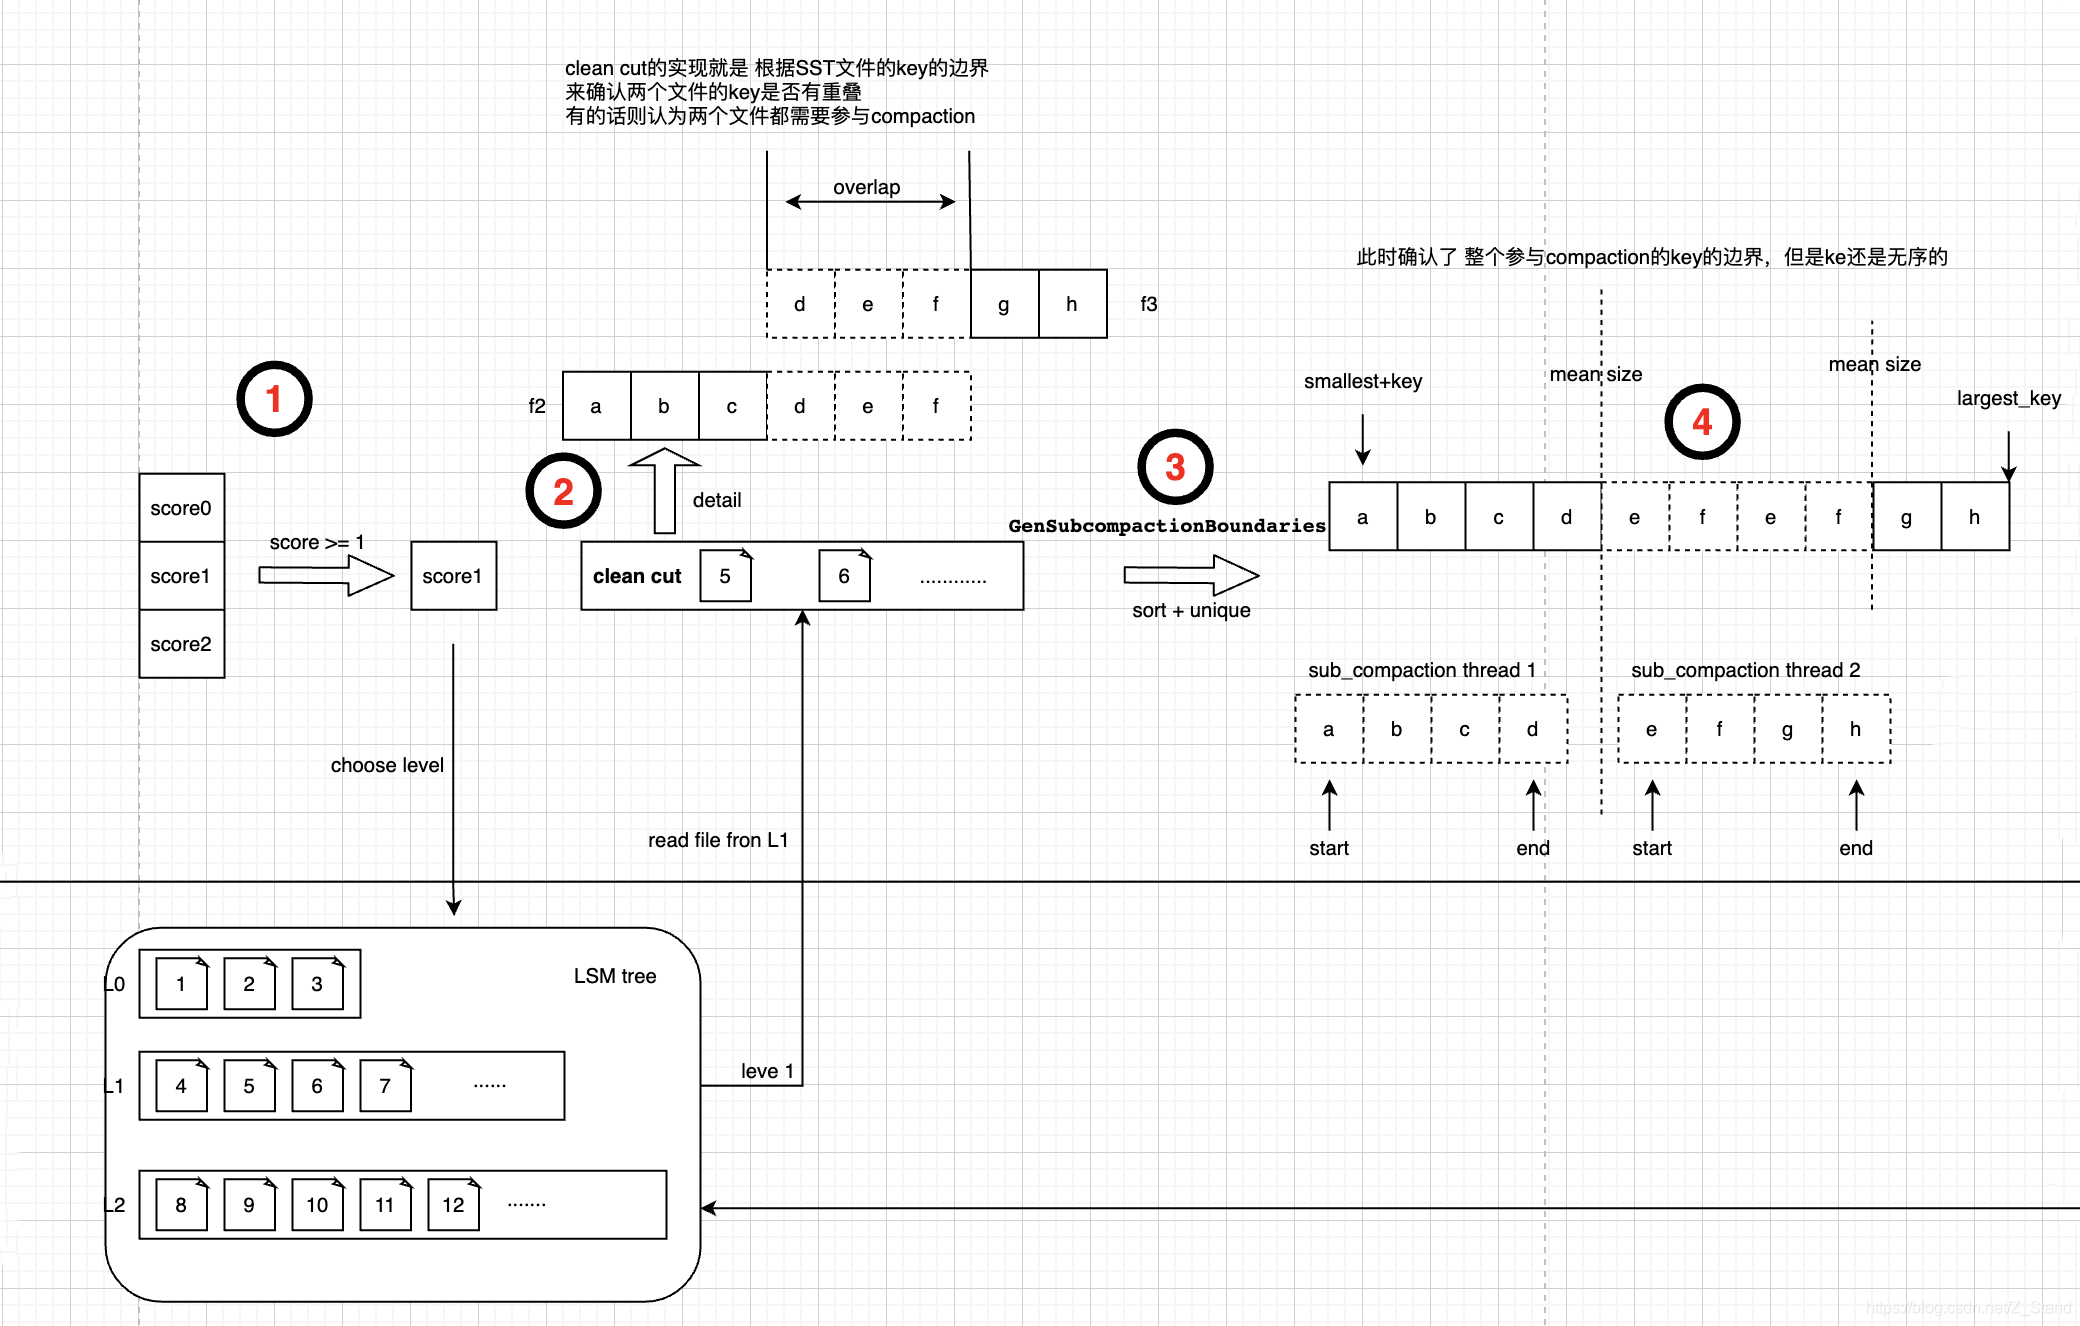 clean cut的实现就是 根据SST文件的key的边界
来确认两个文件的key是否有重叠
有的话则认为两个文件都需要参与compaction
overlap
d e f g h f3
f2 a b c d e f
1
2
detail
score0
score1
score2
score >= 1
score1
clean cut 5 6 ............
3
GenSubcompactionBoundaries
sort + unique
此时确认了 整个参与compaction的key的边界，但是ke还是无序的
smallest+key
mean size
4
mean size
largest_key
a b c d e f e f g h
sub_compaction thread 1
a b c d
start
end
sub_compaction thread 2
e f g h
start
end
choose level
read file fron L1
leve 1
LSM tree
L0 1 2 3
L1 4 5 6 7 ......
L2 8 9 10 11 12 .......
https://blog.csdn.net/Z_Stand